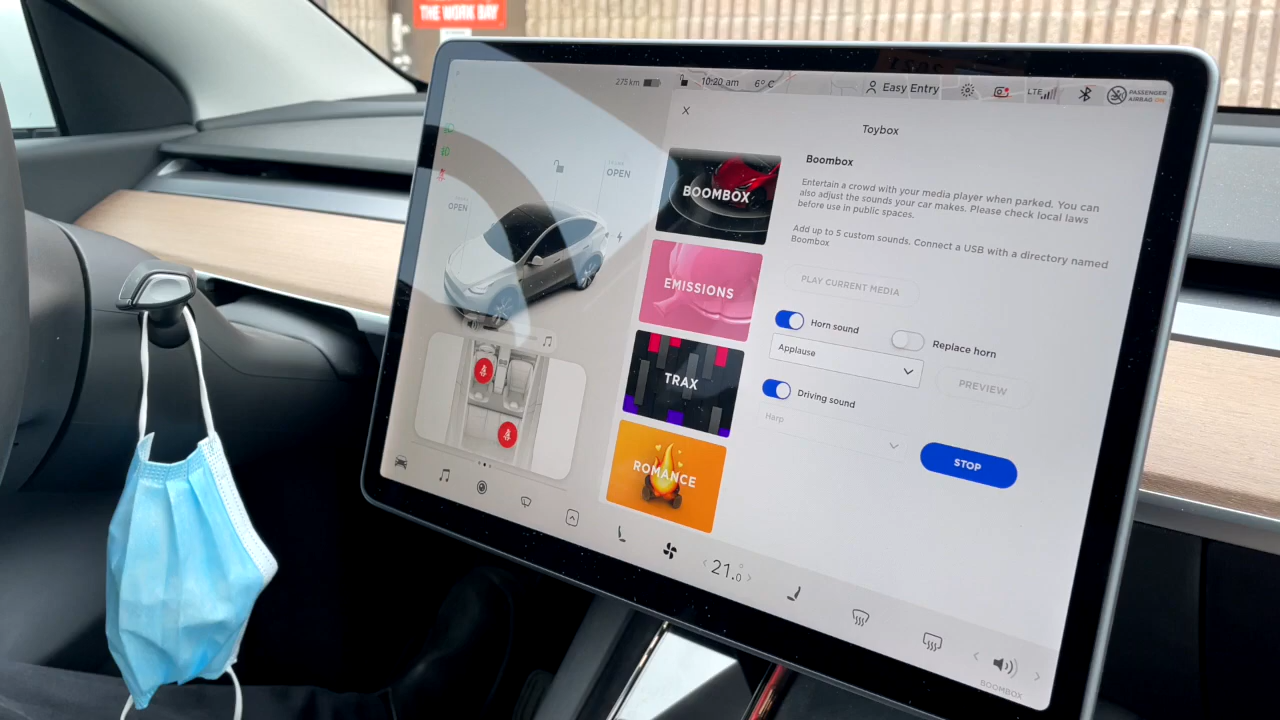 THE WORK BAY
275 km
10:20 am
6° C
Easy Entry
LTE
PASSENGER
AIRBAG
Toybox
OPEN
OPEN
BOOMBOX
EMISSIONS
TRAX
ROMANCE
Boombox
Entertain a crowd with your media player when parked. You can
also adjust the sounds your car makes. Please check local laws
before use in public spaces.
Add up to 5 custom sounds. Connect a USB with a directory named
Boombox
PLAY CURRENT MEDIA
Horn sound
Replace horn
Applause
PREVIEW
Driving sound
Harp
STOP
21.0
BOOMBOX